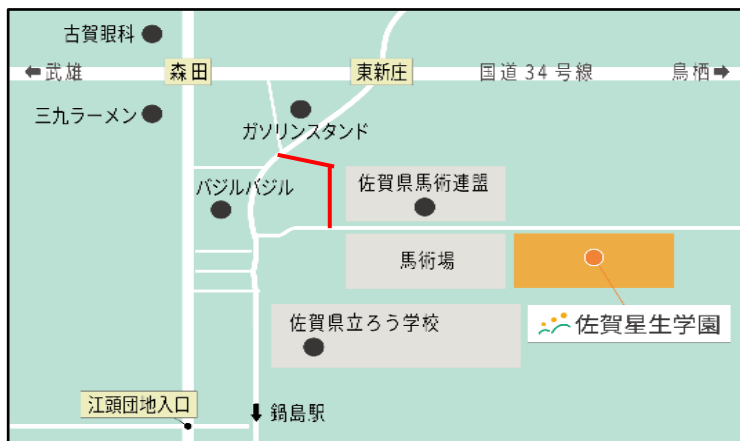 古賀眼科
←武雄
森田
東新庄
国道34号線
鳥栖→
三九ラーメン
ガソリンスタンド
バジルバジル
佐賀県馬術連盟
馬術場
佐賀星生学園
佐賀県立ろう学校
江頭団地入口
↓鍋島駅